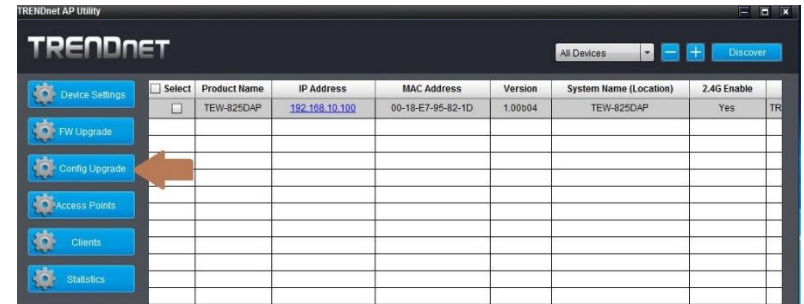 TRENDnet AP Utility
TRENDNET
All Devices
Discover
Select Product Name IP Address MAC Address Version System Name (Location) 2.4G Enable
TEW-825DAP 192.168.10.100 00-18-E7-95-82-1D 1.00b04 TEW-825DAP Yes TR
Device Settings
FW Upgrade
Config Upgrade
Access Points
Clients
Statistics